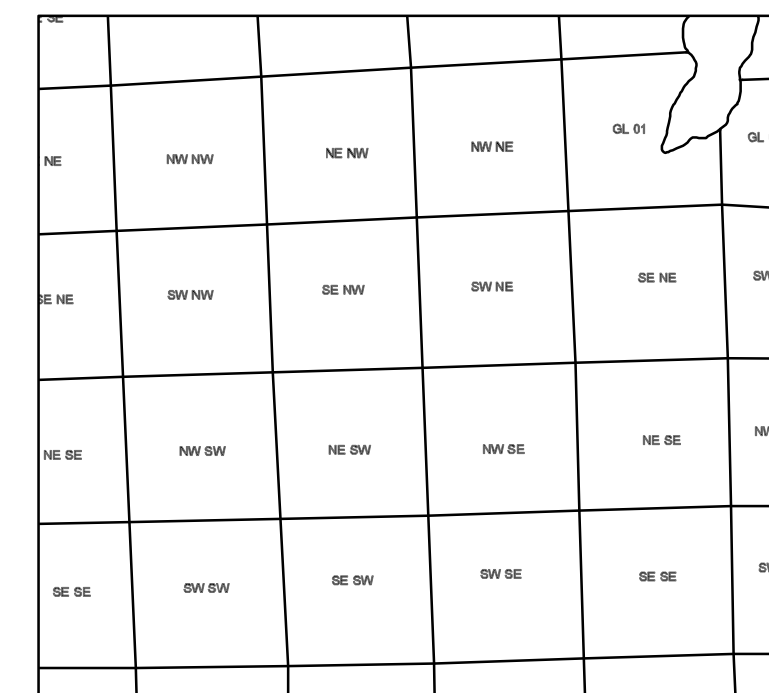 SE
NE
NW NW
NE NW
NW NE
GL 01
GL
SE NE
SW NW
SE NW
SW NE
SE NE
SW
NE SE
NW SW
NE SW
NW SE
NE SE
NW
SE SE
SW SW
SE SW
SW SE
SE SE
SW